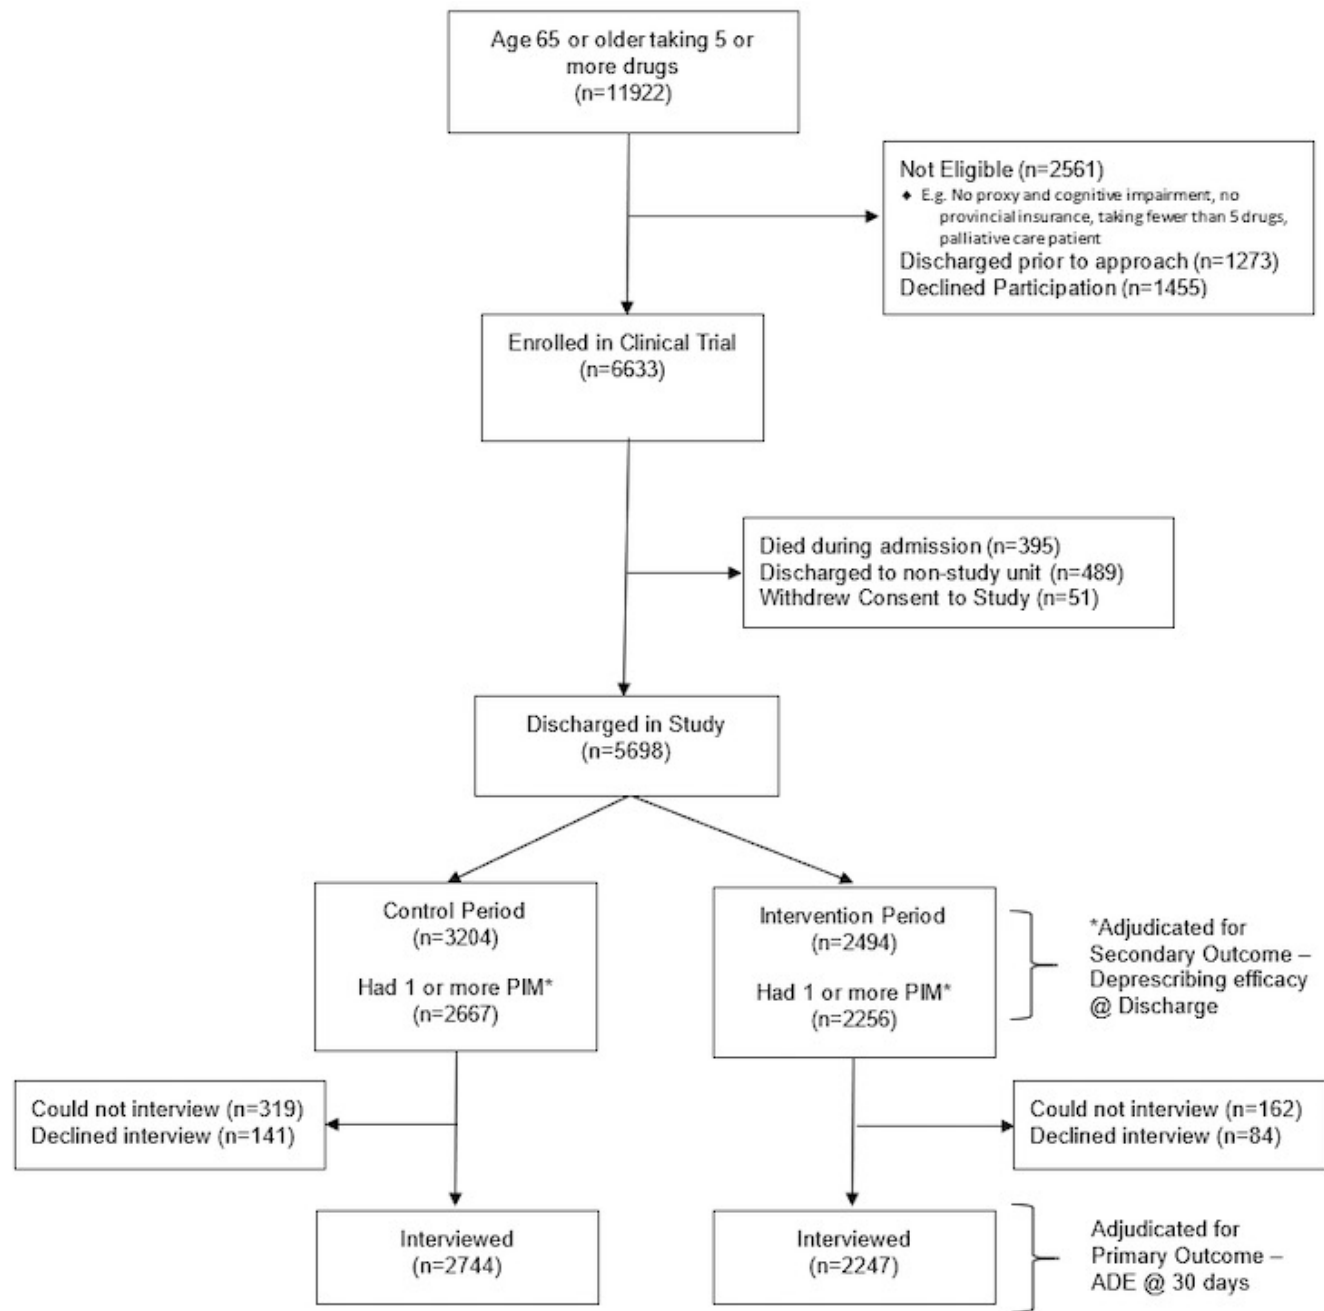 Age 65 or older taking 5 or
more drugs
(n=11922)
Not Eligible (n=2561)
◆ E.g. No proxy and cognitive impairment, no
provincial insurance, taking fewer than 5 drugs,
palliative care patient
Discharged prior to approach (n=1273)
Declined Participation (n=1455)
Enrolled in Clinical Trial
(n=6633)
Died during admission (n=395)
Discharged to non-study unit (n=489)
Withdrew Consent to Study (n=51)
Discharged in Study
(n=5698)
Control Period
(n=3204)
Had 1 or more PIM*
(n=2667)
Intervention Period
(n=2494)
Had 1 or more PIM*
(n=2256)
*Adjudicated for
Secondary Outcome –
Deprescribing efficacy
@ Discharge
Could not interview (n=319)
Declined interview (n=141)
Could not interview (n=162)
Declined interview (n=84)
Interviewed
(n=2744)
Interviewed
(n=2247)
Adjudicated for
Primary Outcome –
ADE @ 30 days